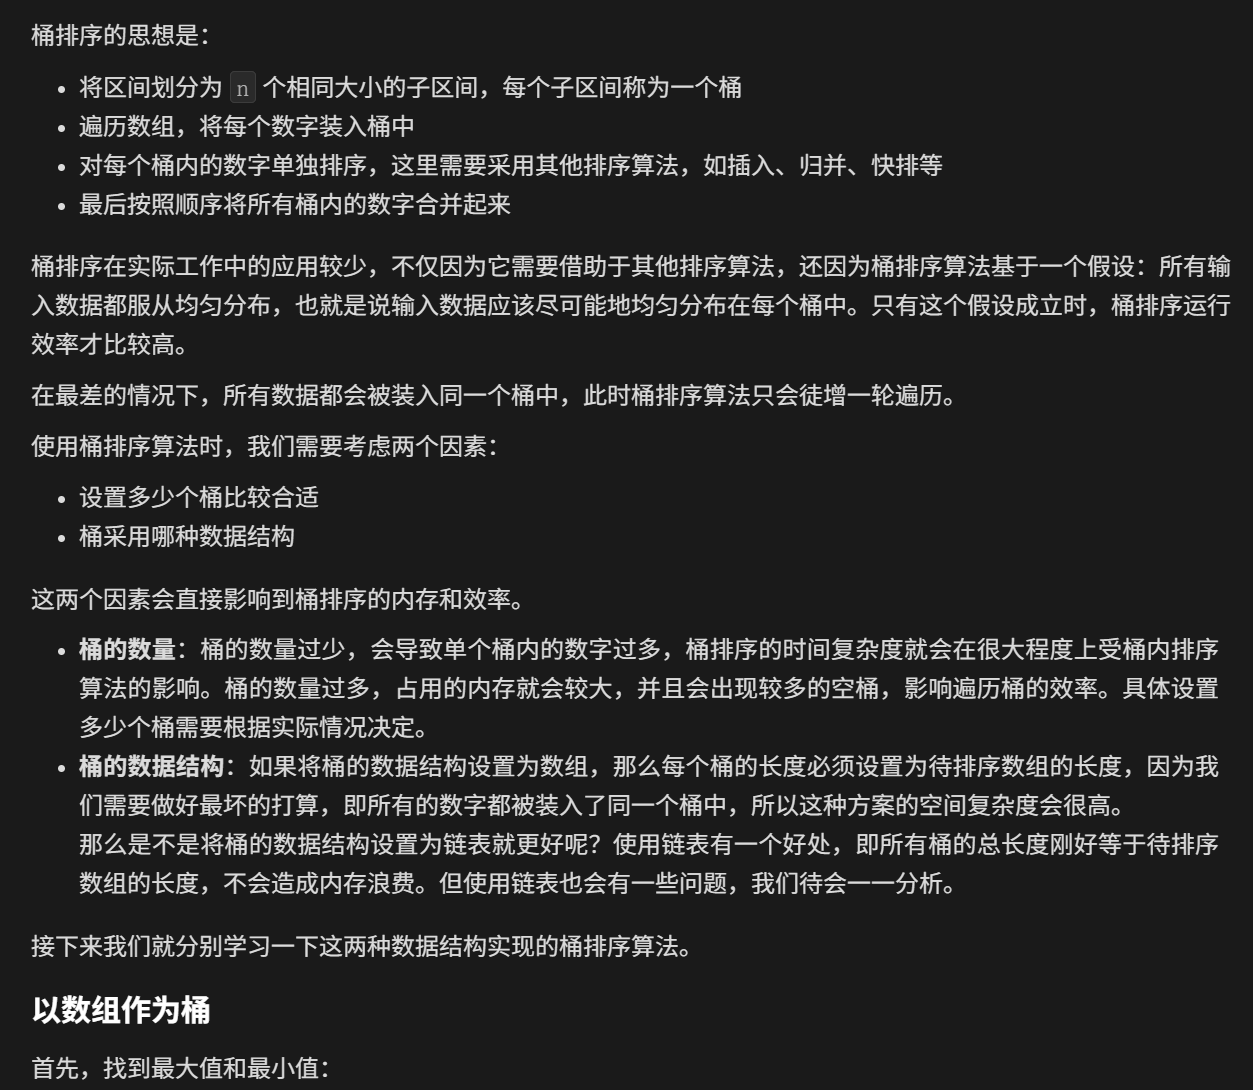 桶排序的思想是：
将区间划分为 n 个相同大小的子区间，每个子区间称为一个桶
遍历数组，将每个数字装入桶中
对每个桶内的数字单独排序，这里需要采用其他排序算法，如插入、归并、快排等
最后按照顺序将所有桶内的数字合并起来
桶排序在实际工作中的应用较少，不仅因为它需要借助于其他排序算法，还因为桶排序算法基于一个假设：所有输
入数据都服从均匀分布，也就是说输入数据应该尽可能地均匀分布在每个桶中。只有这个假设成立时，桶排序运行
效率才比较高。
在最差的情况下，所有数据都会被装入同一个桶中，此时桶排序算法只会徒增一轮遍历。
使用桶排序算法时，我们需要考虑两个因素：
设置多少个桶比较合适
桶采用哪种数据结构
这两个因素会直接影响到桶排序的内存和效率。
桶的数量：桶的数量过少，会导致单个桶内的数字过多，桶排序的时间复杂度就会在很大程度上受桶内排序
算法的影响。桶的数量过多，占用的内存就会较大，并且会出现较多的空桶，影响遍历桶的效率。具体设置
多少个桶需要根据实际情况决定。
桶的数据结构：如果将桶的数据结构设置为数组，那么每个桶的长度必须设置为待排序数组的长度，因为我
们需要做好最坏的打算，即所有的数字都被装入了同一个桶中，所以这种方案的空间复杂度会很高。
那么是不是将桶的数据结构设置为链表就更好呢？使用链表有一个好处，即所有桶的总长度刚好等于待排序
数组的长度，不会造成内存浪费。但使用链表也会有一些问题，我们待会一一分析。
接下来我们就分别学习一下这两种数据结构实现的桶排序算法。
以数组作为桶
首先，找到最大值和最小值：